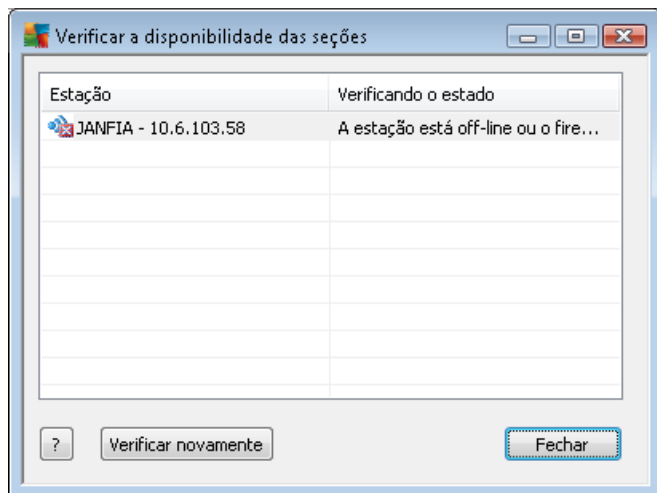 Verificar a disponibilidade das seções
Estação Verificando o estado
JANFIA - 10.6.103.58 A estação está off-line ou o fire...
? Verificar novamente Fechar